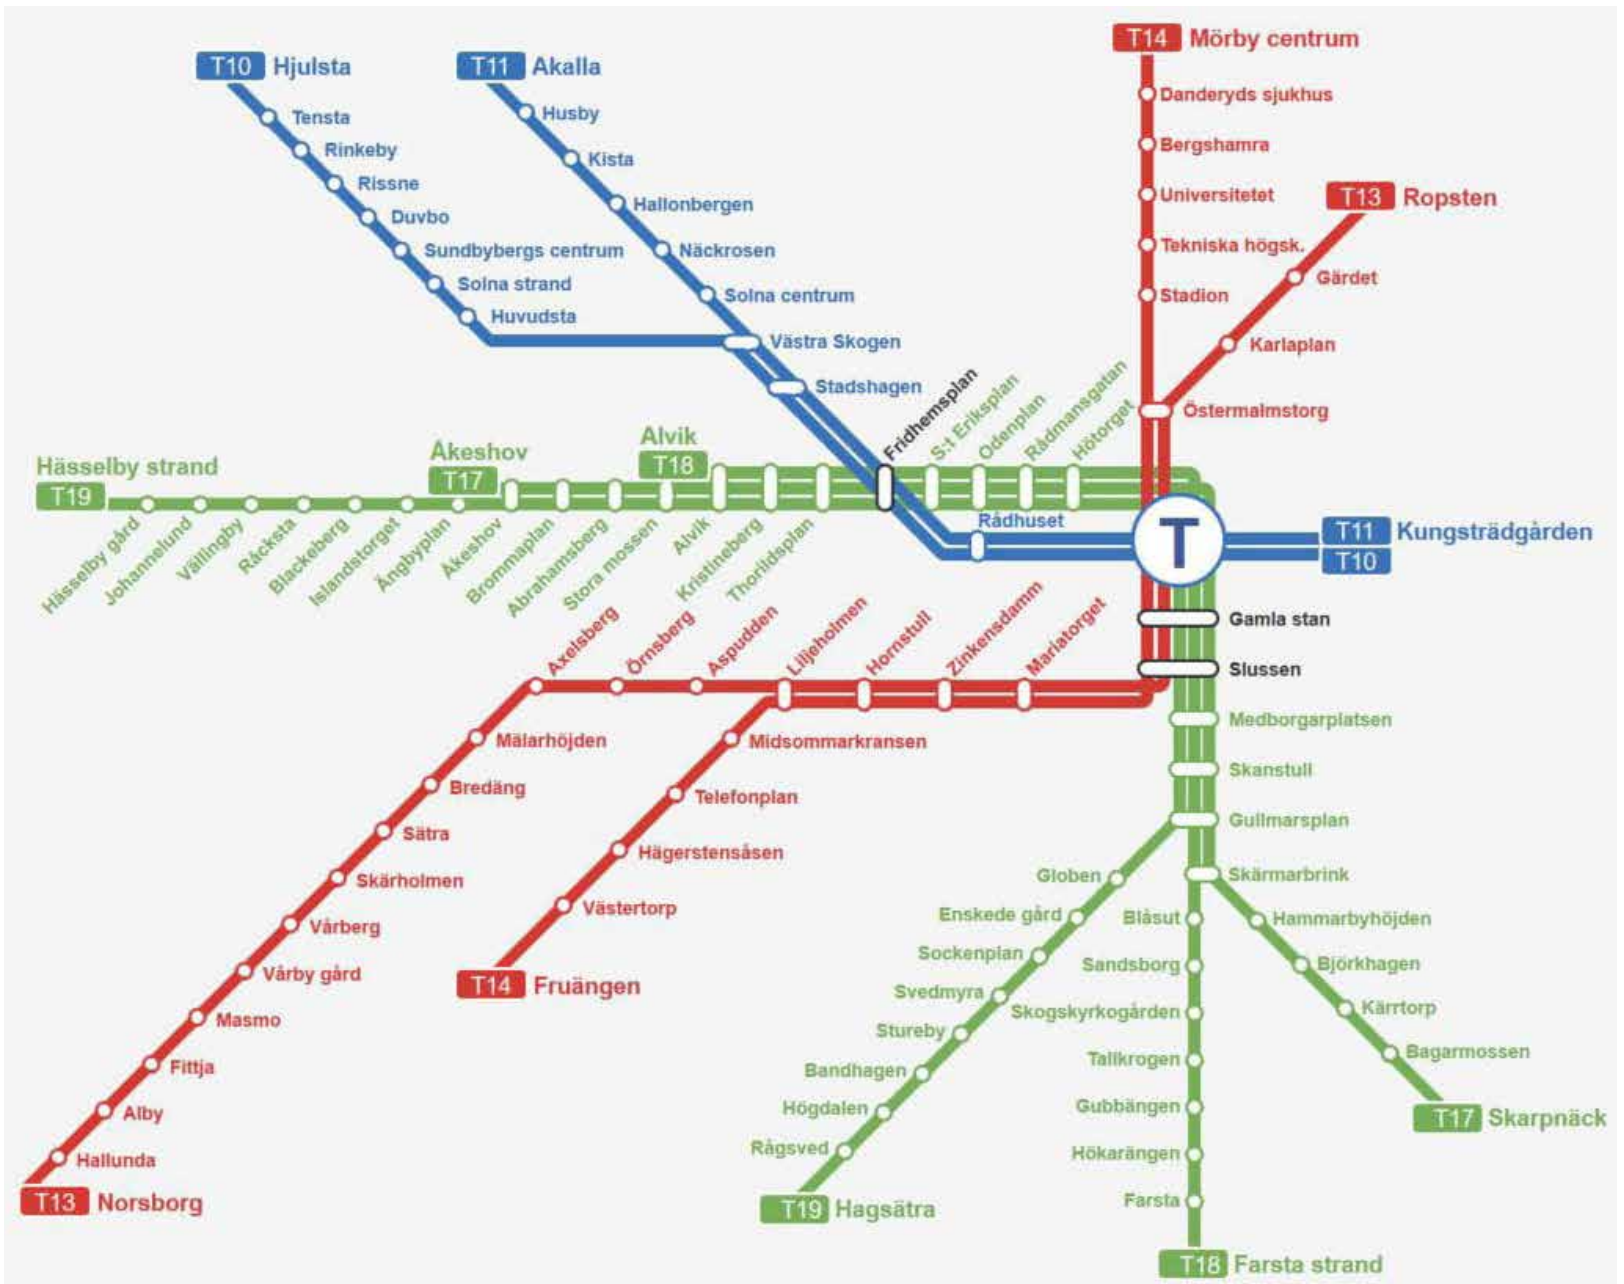 T10 Hjulsta
Tensta
Rinkeby
Rissne
Duvbo
Sundbybergs centrum
Solna strand
Huvudsta
T11 Akalla
Husby
Kista
Hallonbergen
Näckrosen
Solna centrum
Västra Skogen
Stadshagen
T14 Mörby centrum
Danderyds sjukhus
Bergshamra
Universitetet
Tekniska högsk.
Stadion
T13 Ropsten
Gärdet
Karlaplan
Östermalmstorg
Hässelby strand
T19
Åkeshov
T17
Alvik
T18
Fridhemsplan
S:t Eriksplan
Odenplan
Rådmansgatan
Hötorget
Hässelby gård
Johannelund
Vällingby
Råcksta
Blackeberg
Islandstorget
Ängbyplan
Åkeshov
Brommaplan
Abrahamsberg
Stora mossen
Alvik
Kristineberg
Thorildsplan
Rådhuset
T
T11 Kungsträdgården
T10
Gamla stan
Slussen
Medborgarplatsen
Skanstull
Gullmarsplan
Skärmarbrink
Axelsberg
Örnsberg
Aspudden
Liljeholmen
Hornstull
Zinkensdamm
Mariatorget
Mälarhöjden
Bredäng
Sätra
Skärholmen
Vårberg
Vårby gård
Masmo
Fittja
Alby
Hallunda
T13 Norsborg
Midsommarkransen
Telefonplan
Hägerstensåsen
Västertorp
T14 Fruängen
Globen
Enskede gård
Sockenplan
Svedmyra
Stureby
Bandhagen
Högdalen
Rågsved
T19 Hagsätra
Blåsut
Sandsborg
Skogskyrkogården
Tallkrogen
Gubbängen
Hökarängen
Farsta
T18 Farsta strand
Hammarbyhöjden
Björkhagen
Kärrtorp
Bagarmossen
T17 Skarpnäck